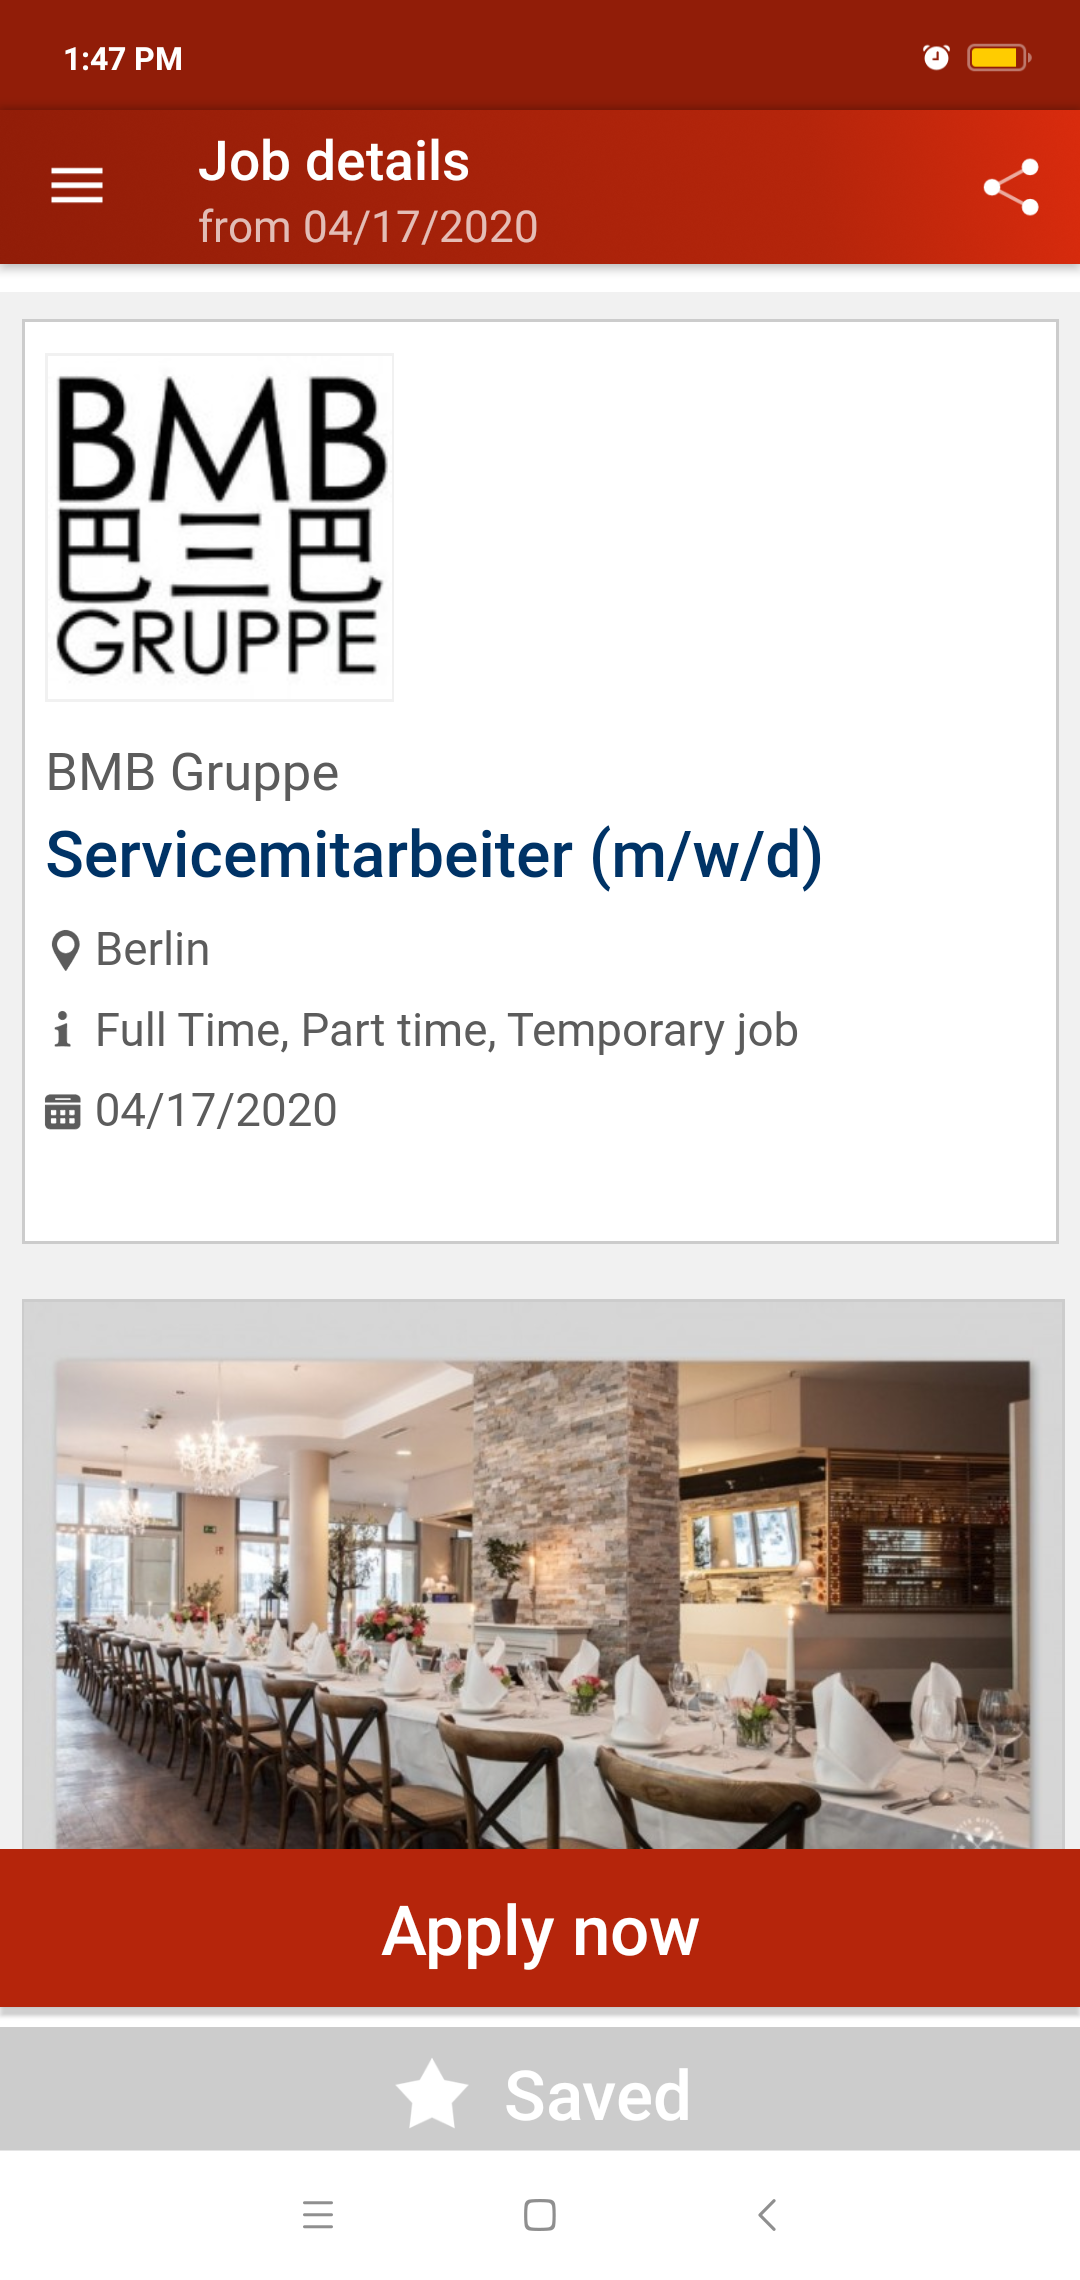 1:47 PM
Job details
from 04/17/2020
BMB
巴三巴
GRUPPE
BMB Gruppe
Servicemitarbeiter (m/w/d)
Berlin
Full Time, Part time, Temporary job
04/17/2020
Apply now
Saved